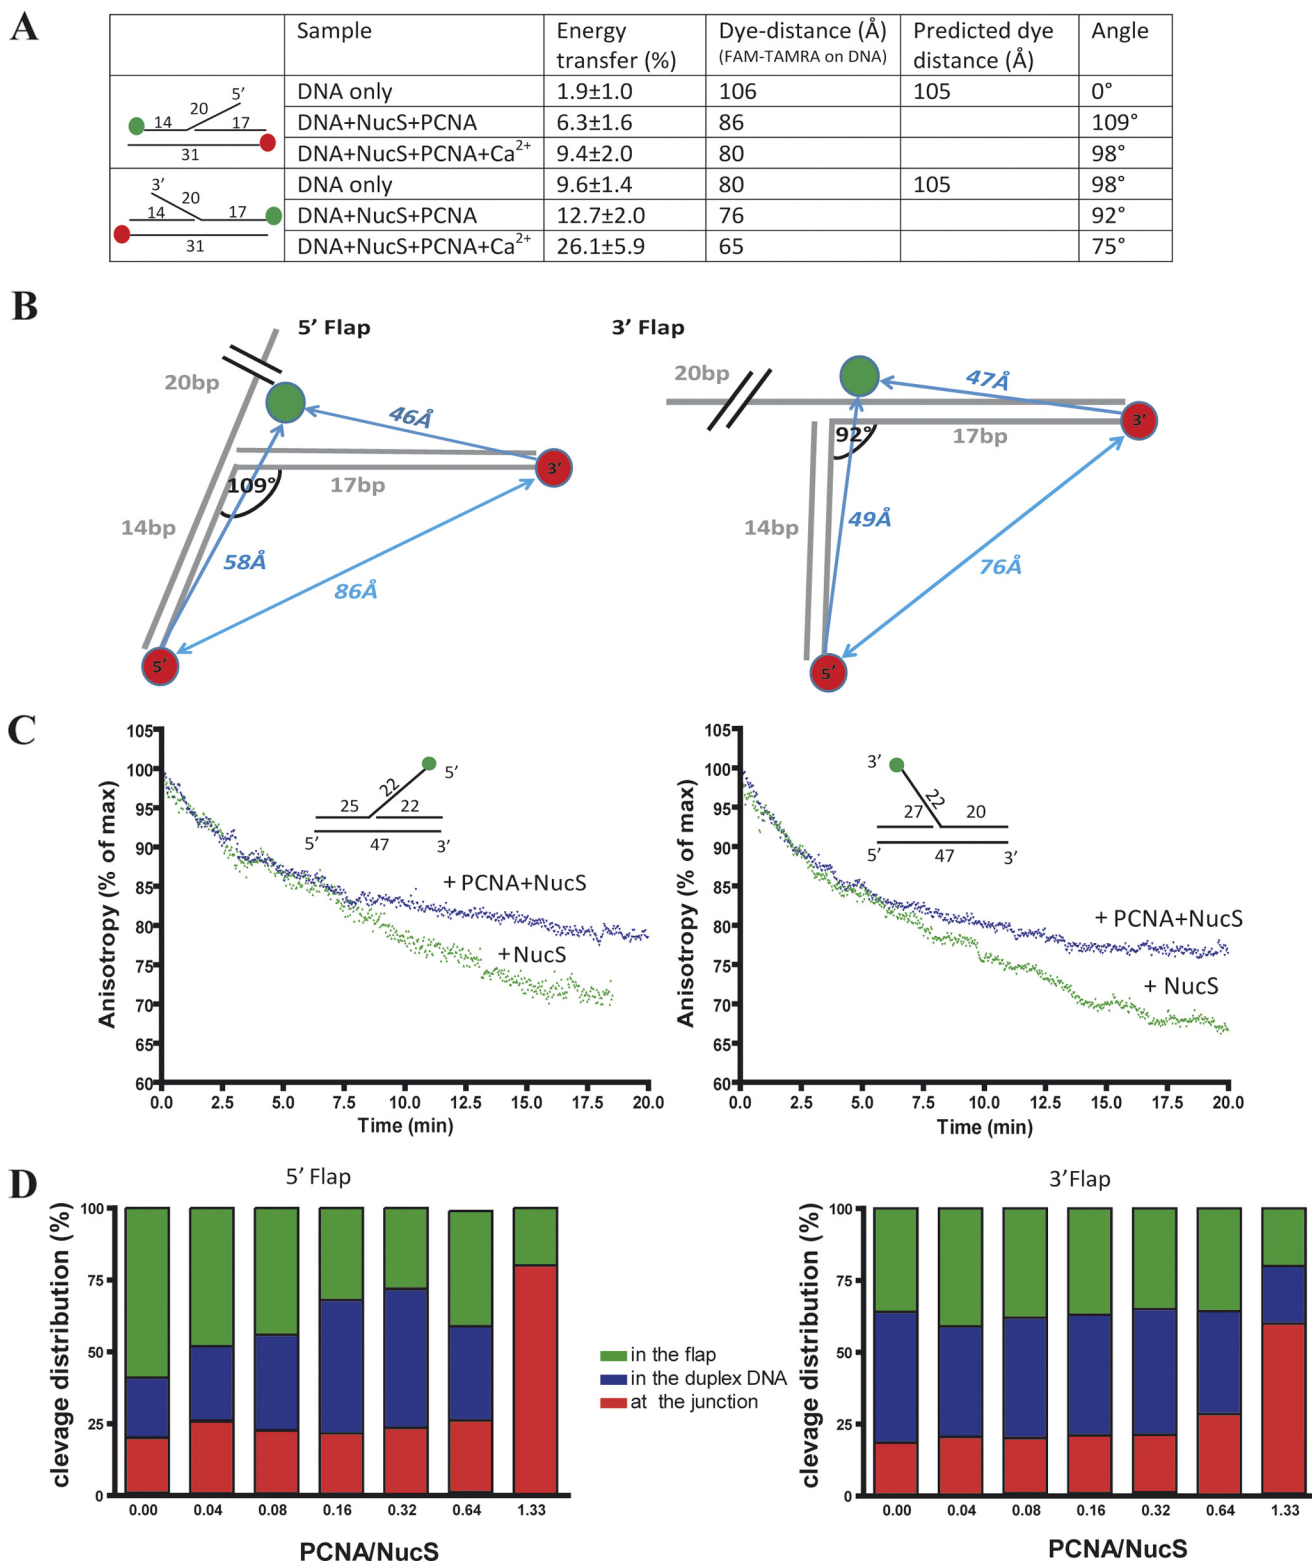 A
Sample Energy transfer (%) Dye-distance (Å) (FAM-TAMRA on DNA) Predicted dye distance (Å) Angle
5’ 20 14 17 31
DNA only 1.9±1.0 106 105 0°
DNA+NucS+PCNA 6.3±1.6 86 109°
DNA+NucS+PCNA+Ca2+ 9.4±2.0 80 98°
3’ 20 14 17 31
DNA only 9.6±1.4 80 105 98°
DNA+NucS+PCNA 12.7±2.0 76 92°
DNA+NucS+PCNA+Ca2+ 26.1±5.9 65 75°
B
5’ Flap
20bp
46Å
3’
109°
17bp
14bp
58Å
86Å
5’
3’ Flap
20bp
47Å
3’
92°
17bp
14bp
49Å
76Å
5’
C
Anisotropy (% of max)
105
100
95
90
85
80
75
70
65
60
5’
22
25 22
5’ 47 3’
+ PCNA+NucS
+NucS
0.0 2.5 5.0 7.5 10.0 12.5 15.0 17.5 20.0
Time (min)
Anisotropy (% of max)
105
100
95
90
85
80
75
70
65
60
3’
22
27 20
5’ 47 3’
+ PCNA+NucS
+ NucS
0.0 2.5 5.0 7.5 10.0 12.5 15.0 17.5 20.0
Time (min)
D
5’ Flap
clevage distribution (%)
100
75
50
25
0
0.00 0.04 0.08 0.16 0.32 0.64 1.33
PCNA/NucS
in the flap
in the duplex DNA
at the junction
3’Flap
clevage distribution (%)
100
75
50
25
0
0.00 0.04 0.08 0.16 0.32 0.64 1.33
PCNA/NucS